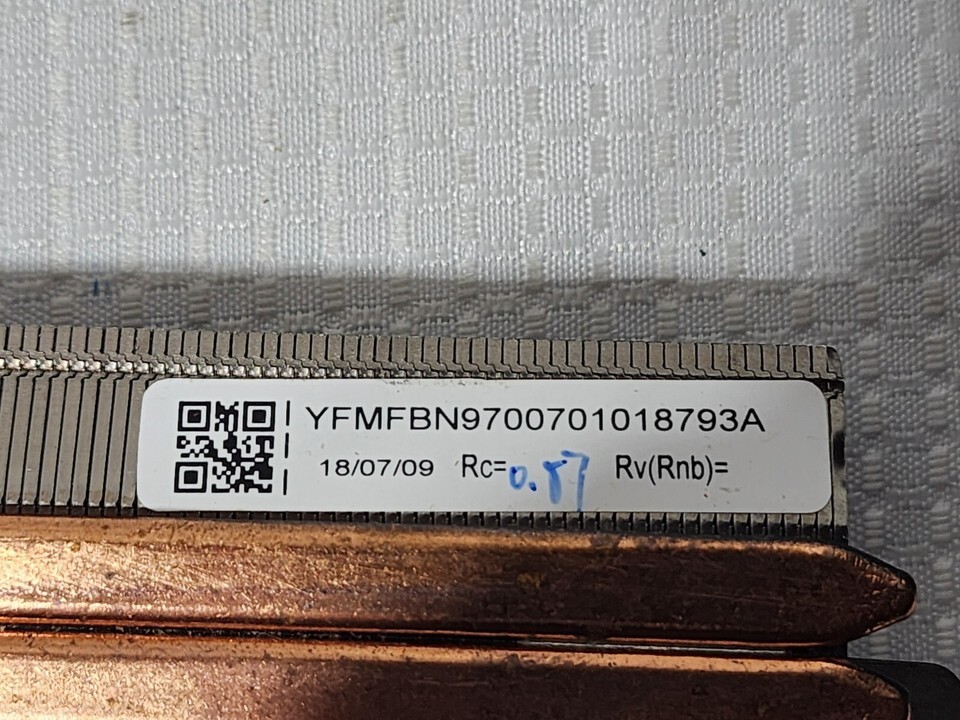 YFMFBN9700701018793A
18/07/09 Rc=0.87 Rv(Rnb)=